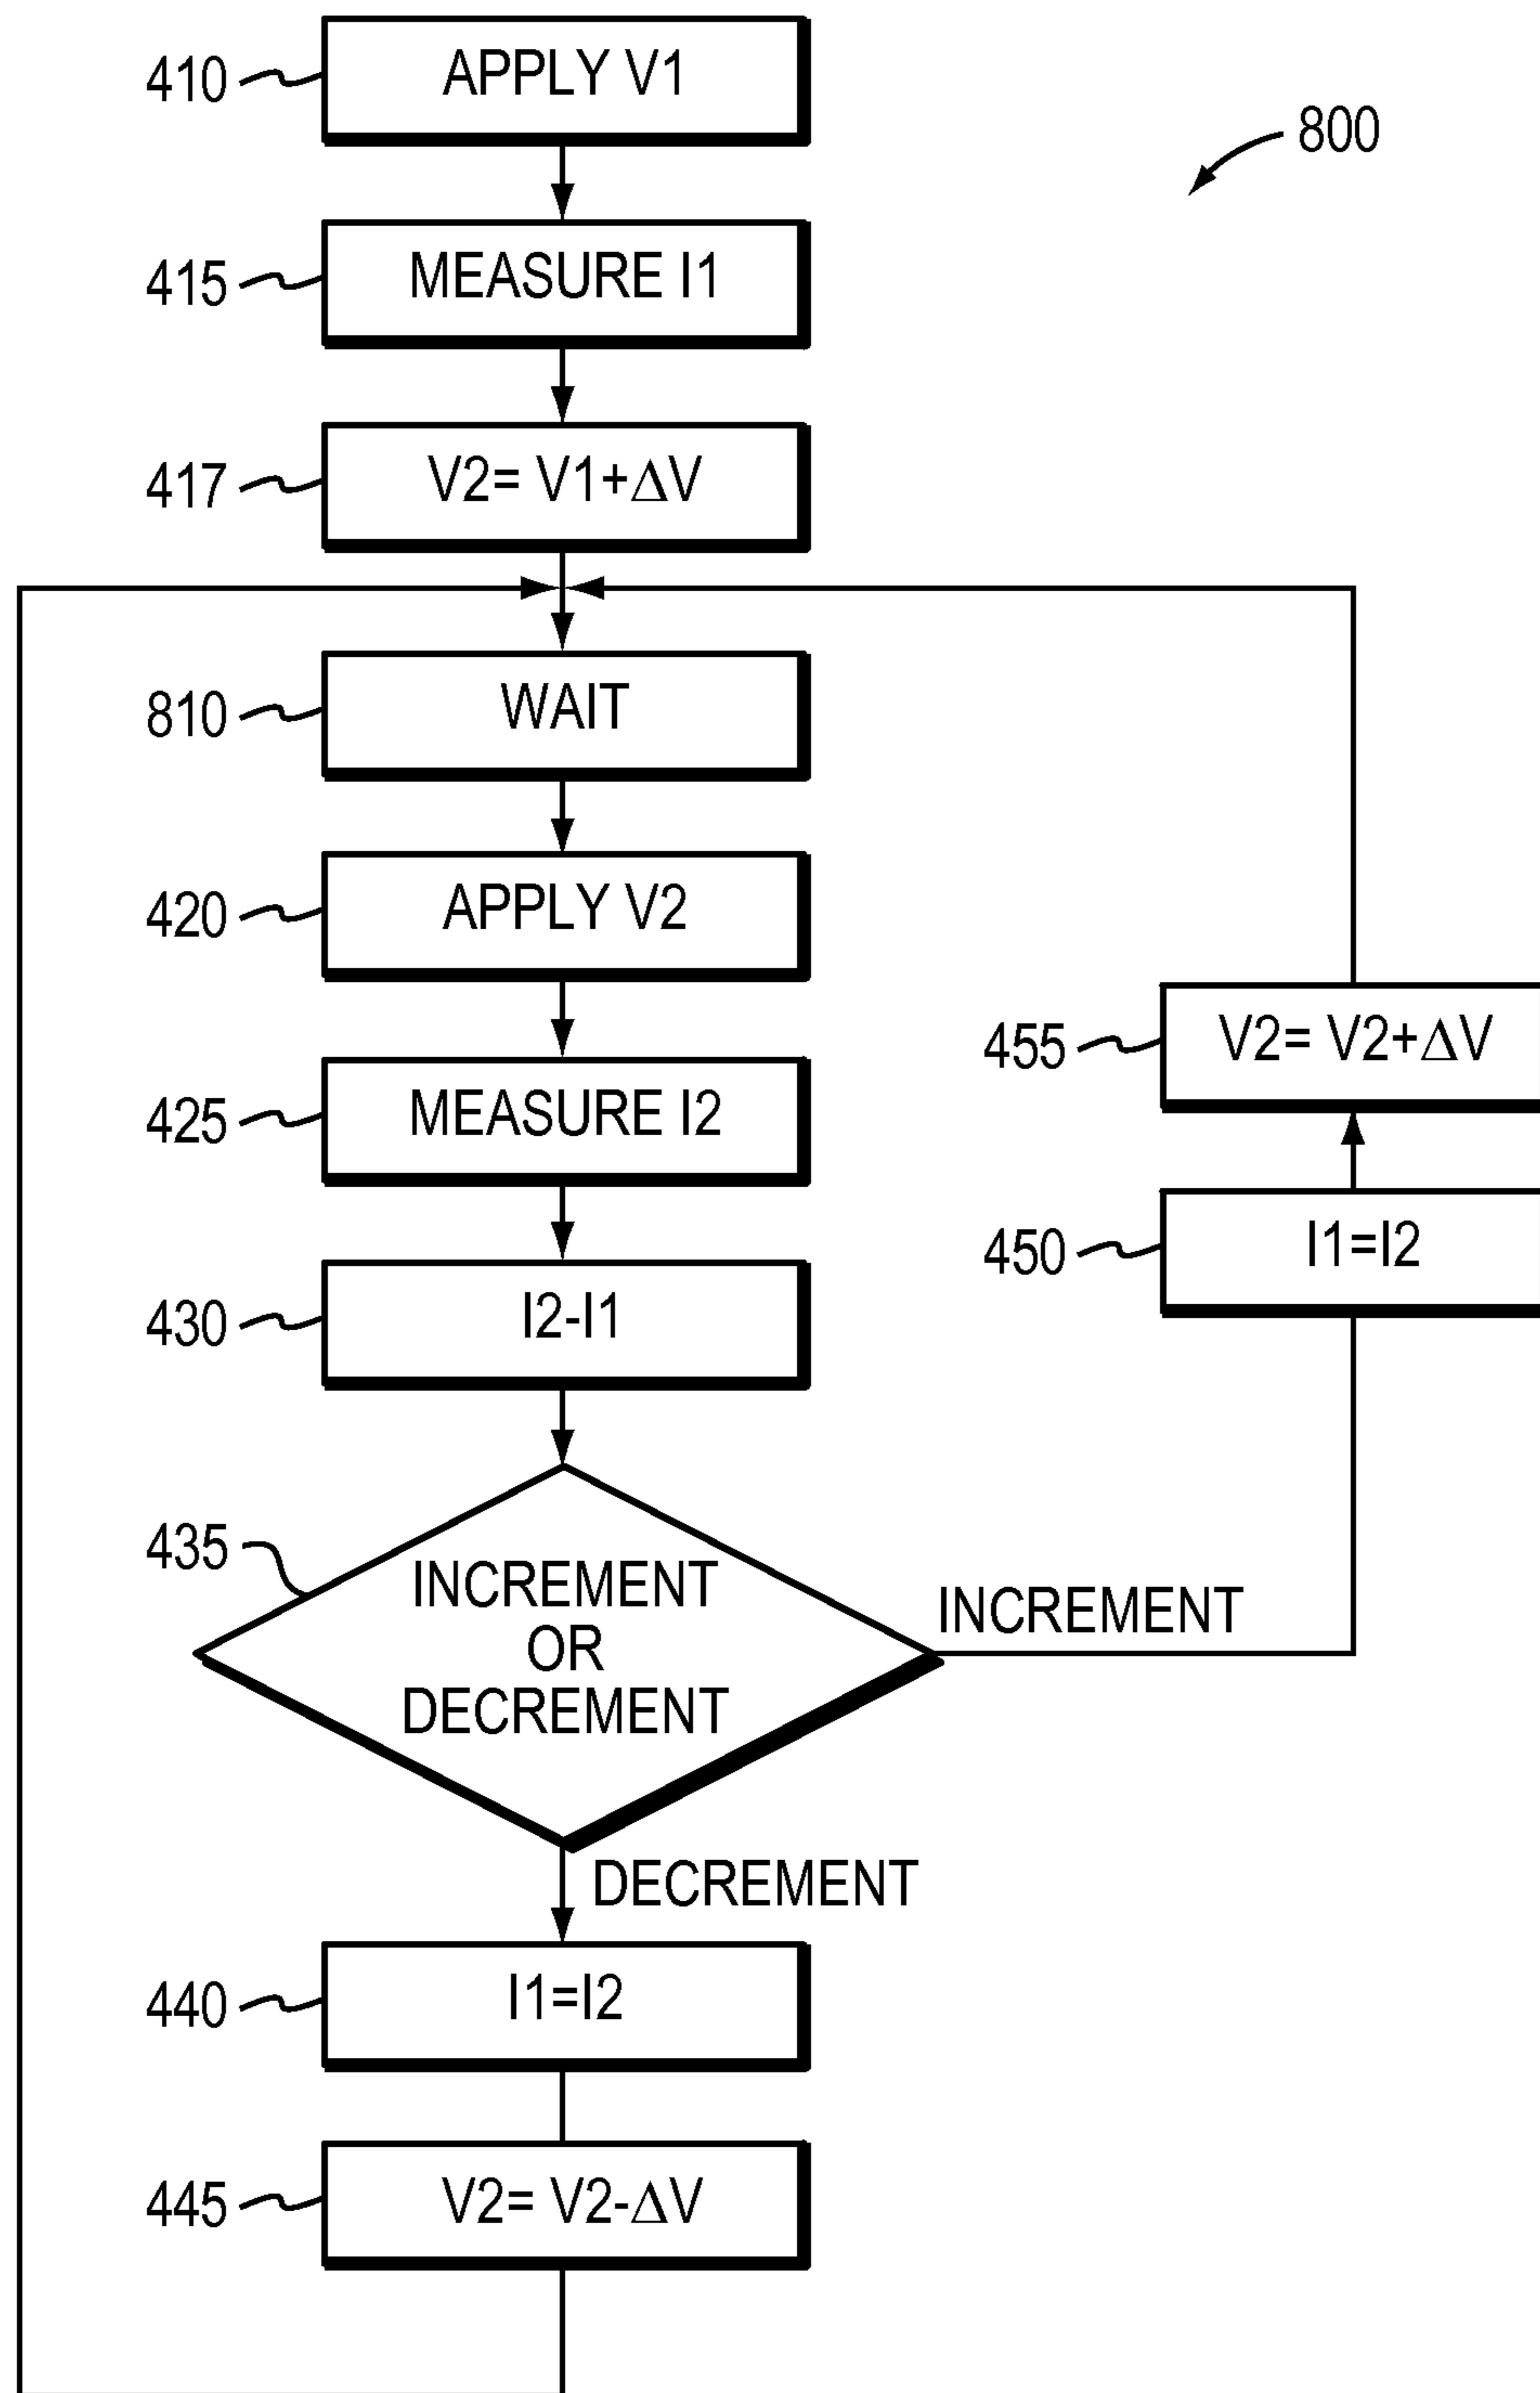 410
APPLY V1
800
415
MEASURE I1
417
V2= V1+ΔV
810
WAIT
420
APPLY V2
455
V2= V2+ΔV
425
MEASURE I2
450
I1=I2
430
I2-I1
435
INCREMENT
OR
DECREMENT
INCREMENT
DECREMENT
440
I1=I2
445
V2= V2-ΔV